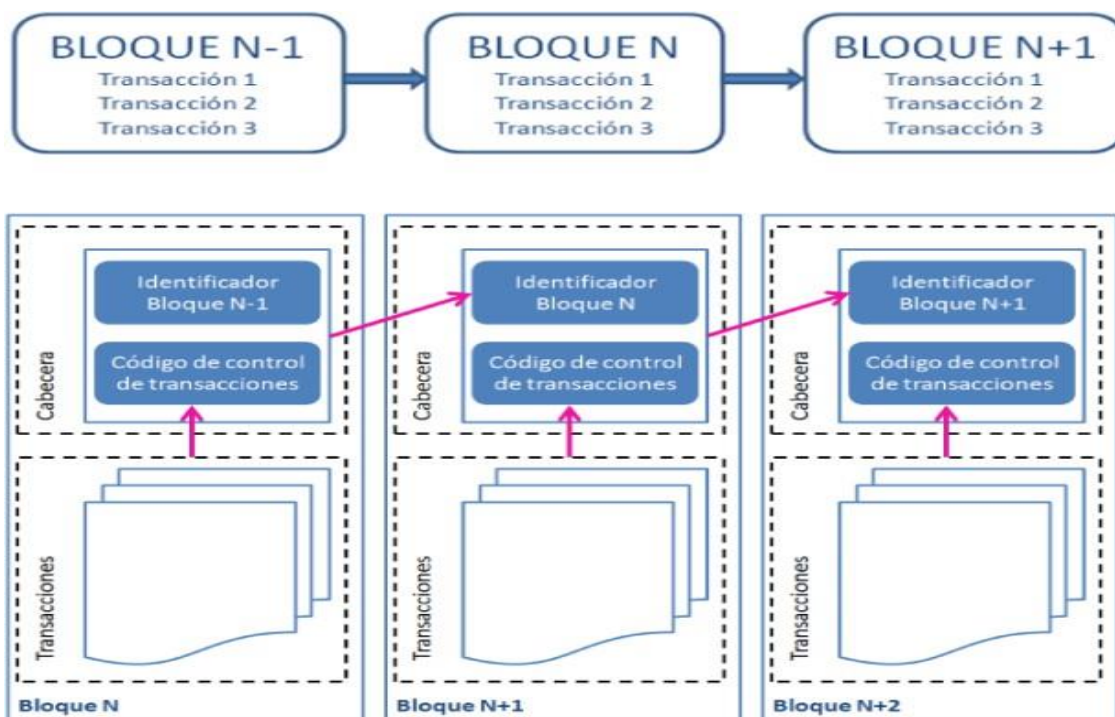 BLOQUE N-1
Transacción 1
Transacción 2
Transacción 3
BLOQUE N
Transacción 1
Transacción 2
Transacción 3
BLOQUE N+1
Transacción 1
Transacción 2
Transacción 3
Cabecera
Identificador
Bloque N-1
Código de control
de transacciones
Transacciones
Bloque N
Cabecera
Identificador
Bloque N
Código de control
de transacciones
Transacciones
Bloque N+1
Cabecera
Identificador
Bloque N+1
Código de control
de transacciones
Transacciones
Bloque N+2